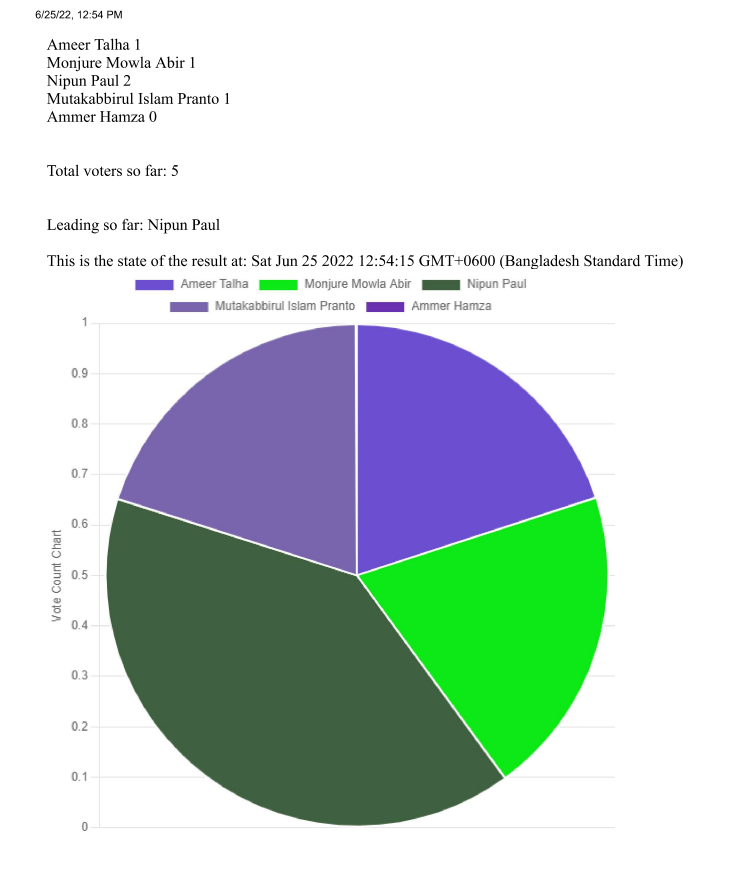 6/25/22, 12:54 PM
Ameer Talha 1
Monjure Mowla Abir 1
Nipun Paul 2
Mutakabbirul Islam Pranto 1
Ammer Hamza 0
Total voters so far: 5
Leading so far: Nipun Paul
This is the state of the result at: Sat Jun 25 2022 12:54:15 GMT+0600 (Bangladesh Standard Time)
Ameer Talha Monjure Mowla Abir Nipun Paul
Mutakabbirul Islam Pranto Ammer Hamza
1
0.9
0.8
0.7
0.6
0.5
0.4
0.3
0.2
0.1
0
Vote Count Chart